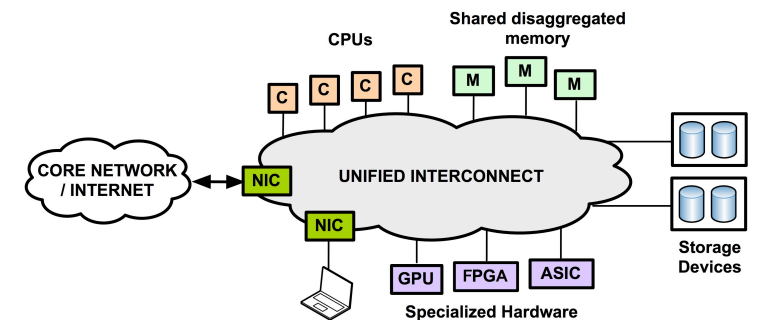 Shared disaggregated
memory
CPUs
C
C
C
C
M
M
M
CORE NETWORK
/ INTERNET
NIC
UNIFIED INTERCONNECT
NIC
GPU
FPGA
ASIC
Storage
Devices
Specialized Hardware